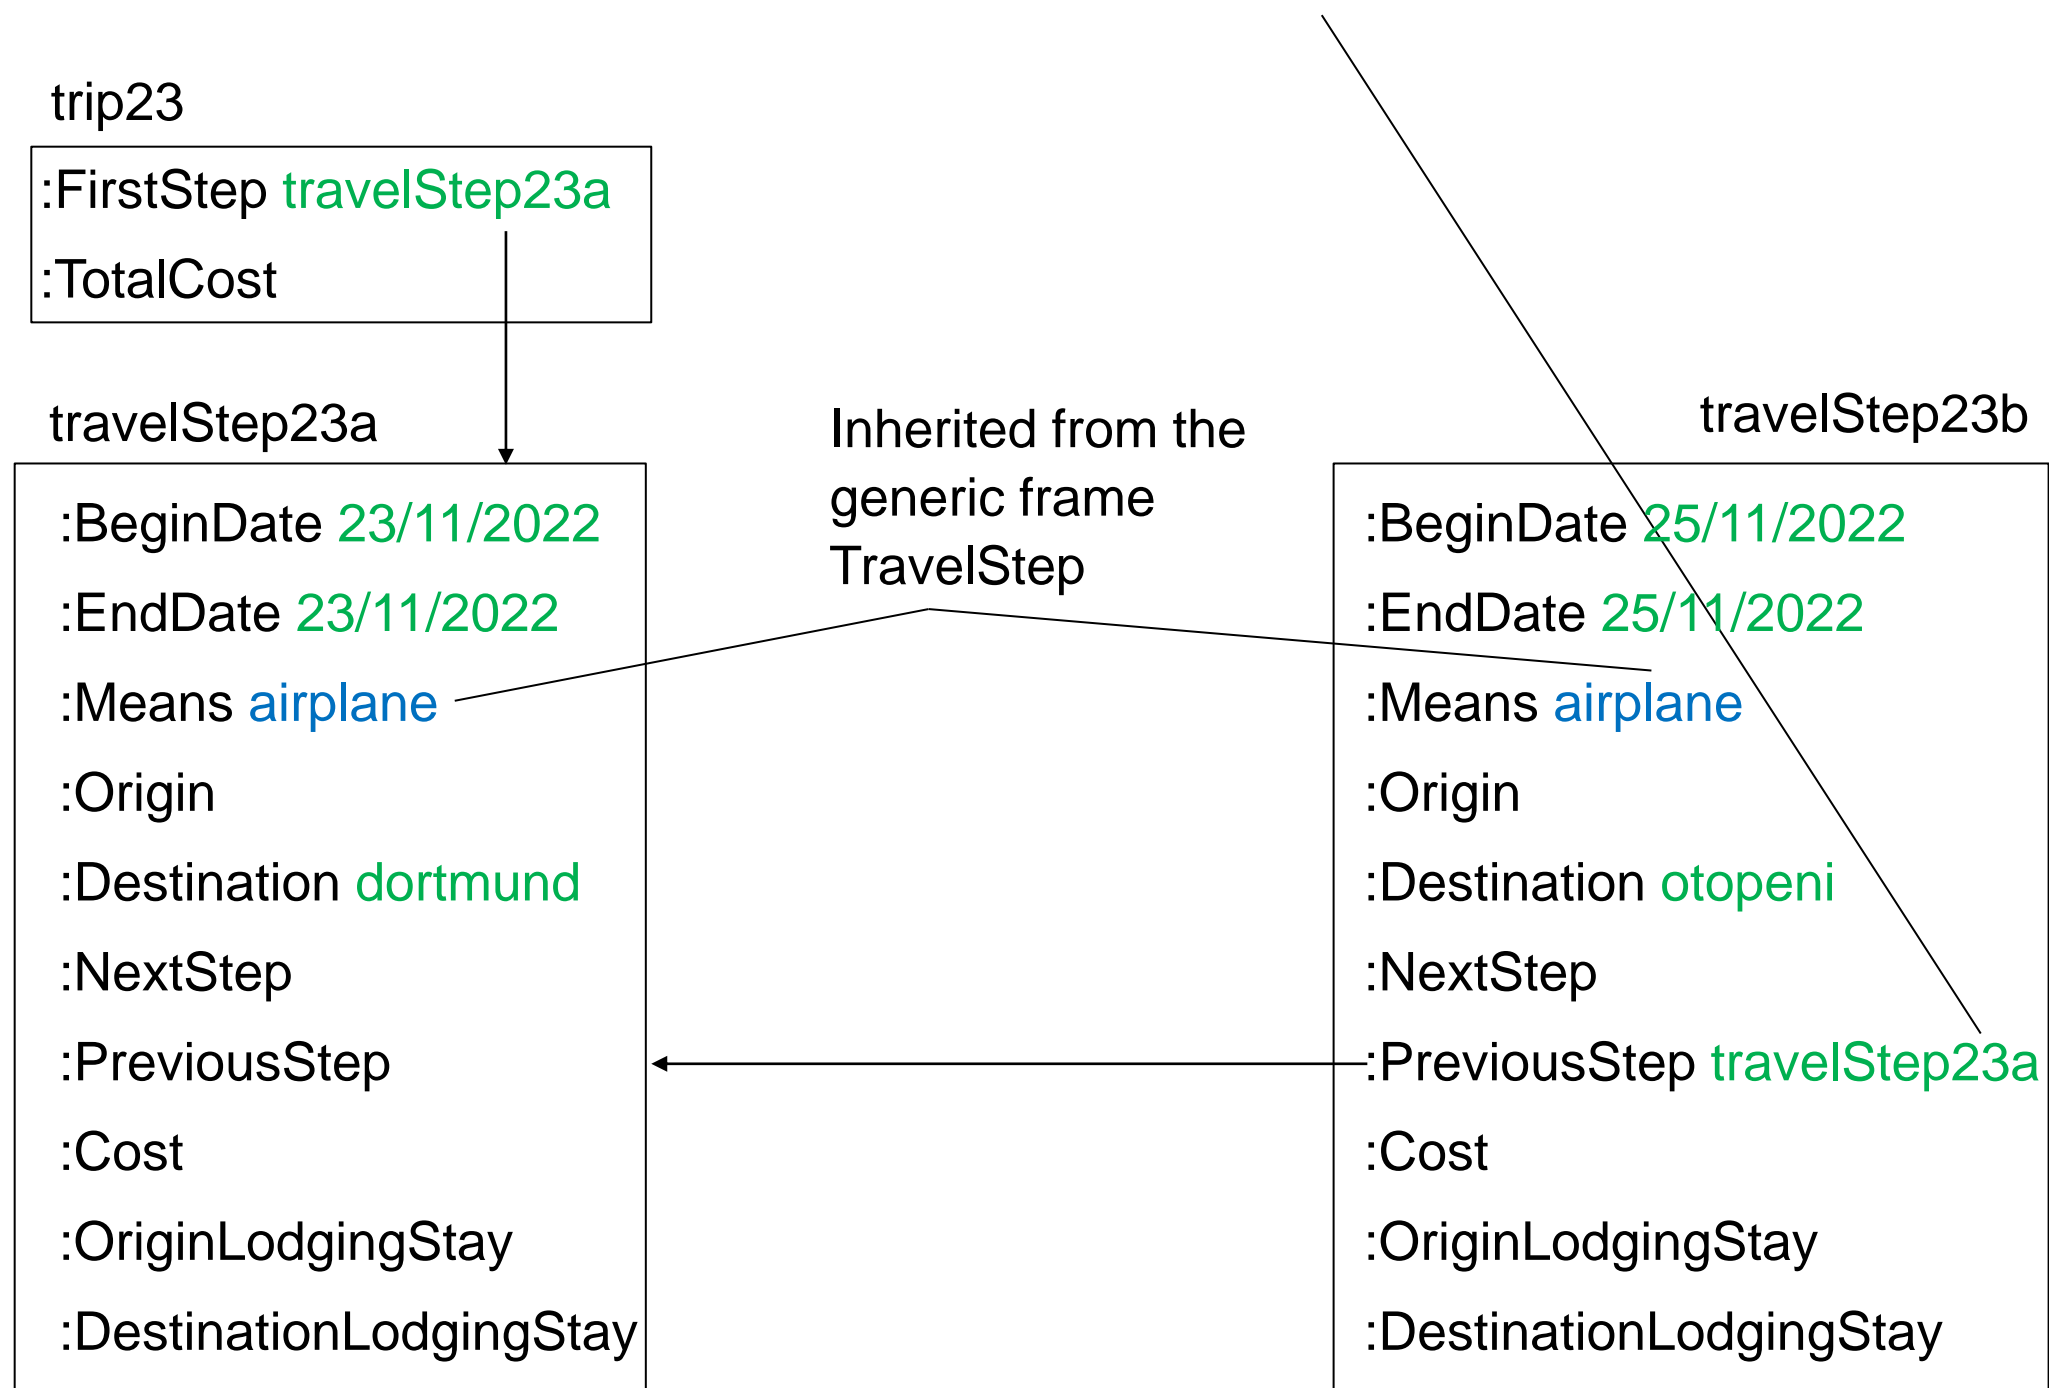 trip23
:FirstStep travelStep23a
:TotalCost
travelStep23a
:BeginDate 23/11/2022
:EndDate 23/11/2022
:Means airplane
:Origin
:Destination dortmund
:NextStep
:PreviousStep
:Cost
:OriginLodgingStay
:DestinationLodgingStay
Inherited from the
generic frame
TravelStep
travelStep23b
:BeginDate 25/11/2022
:EndDate 25/11/2022
:Means airplane
:Origin
:Destination otopeni
:NextStep
:PreviousStep travelStep23a
:Cost
:OriginLodgingStay
:DestinationLodgingStay